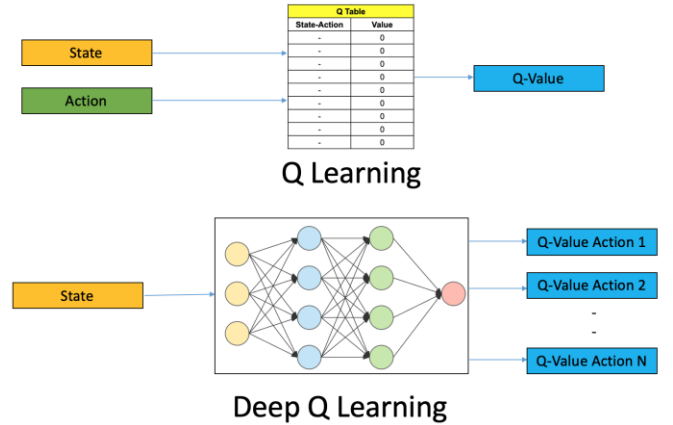 Q Table
State-Action Value
- 0
- 0
- 0
- 0
- 0
- 0
- 0
- 0
- 0
State
Action
Q-Value
Q Learning
State
Q-Value Action 1
Q-Value Action 2
-
-
Q-Value Action N
Deep Q Learning